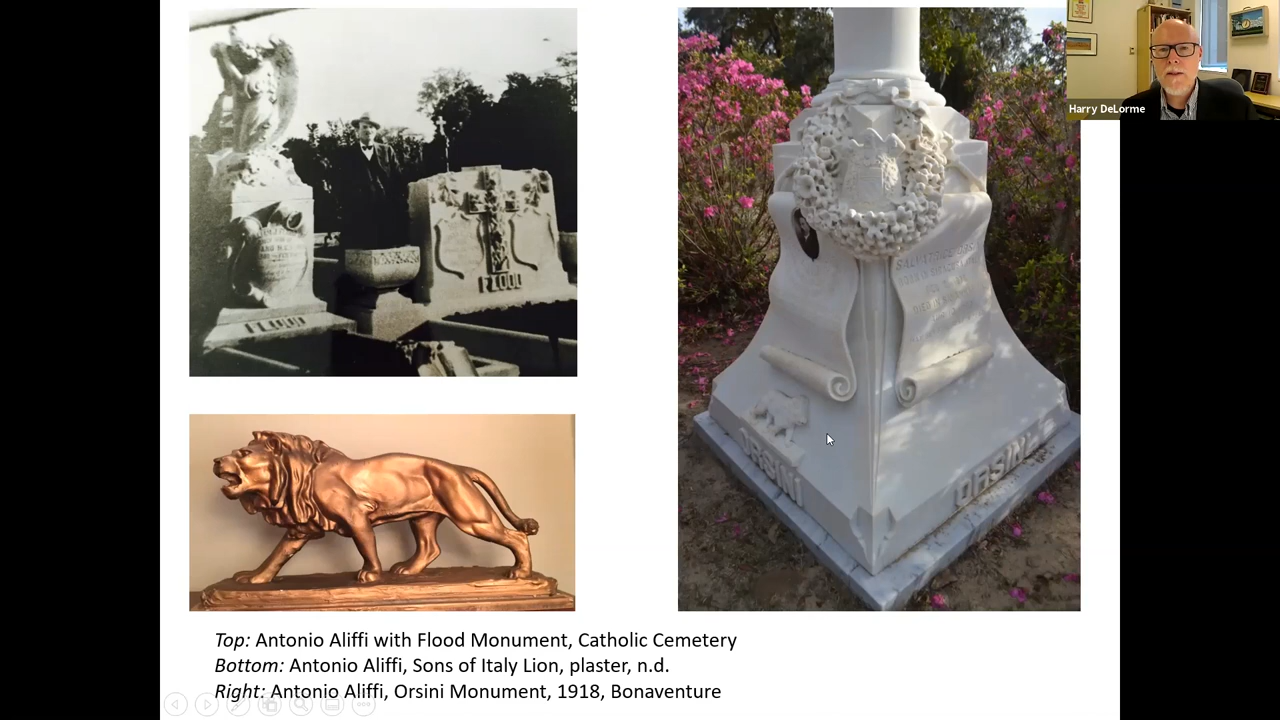 FLOOD
FLOOD
Harry DeLorme
ORSINI
ORSINI
Top: Antonio Aliffi with Flood Monument, Catholic Cemetery
Bottom: Antonio Aliffi, Sons of Italy Lion, plaster, n.d.
Right: Antonio Aliffi, Orsini Monument, 1918, Bonaventure